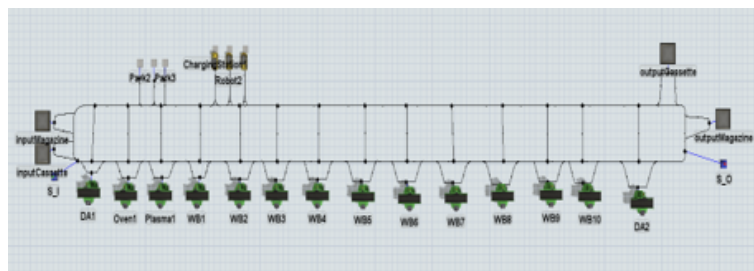 outputCassette
ChargingStation1
Park2
Park3
Robot2
inputMagazine
outputMagazine
inputCassette
S_I
S_O
DA1
Oven1
Plasma1
WB1
WB2
WB3
WB4
WB5
WB6
WB7
WB8
WB9
WB10
DA2